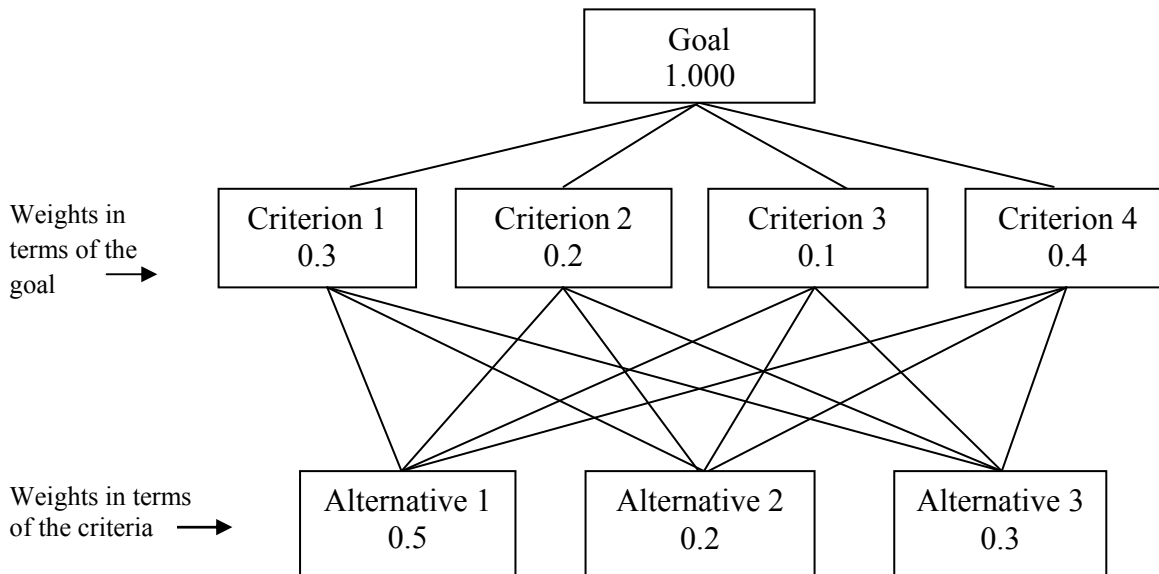 Goal
1.000
Weights in
terms of the
goal
Criterion 1
0.3
Criterion 2
0.2
Criterion 3
0.1
Criterion 4
0.4
Weights in terms
of the criteria
Alternative 1
0.5
Alternative 2
0.2
Alternative 3
0.3